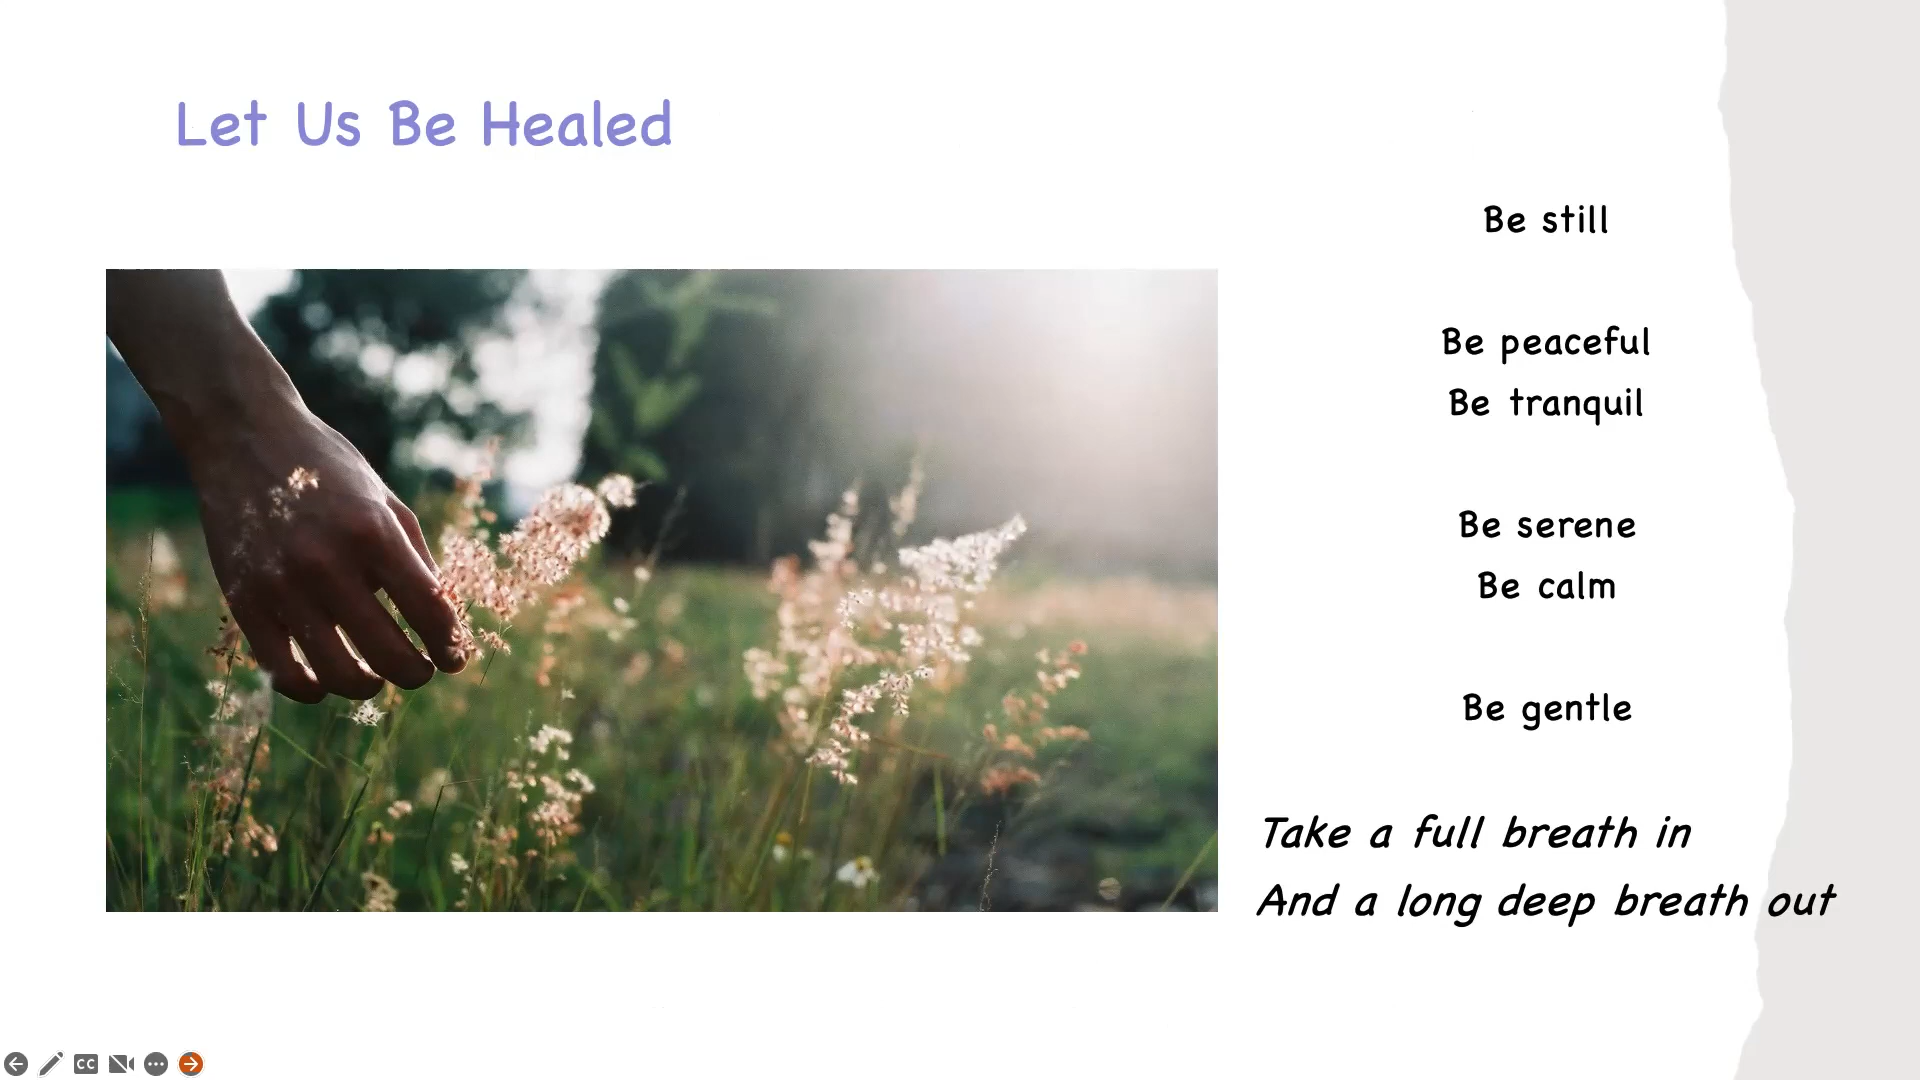 Let Us Be Healed
Be still
Be peaceful
Be tranquil
Be serene
Be calm
Be gentle
Take a full breath in
And a long deep breath out
CC